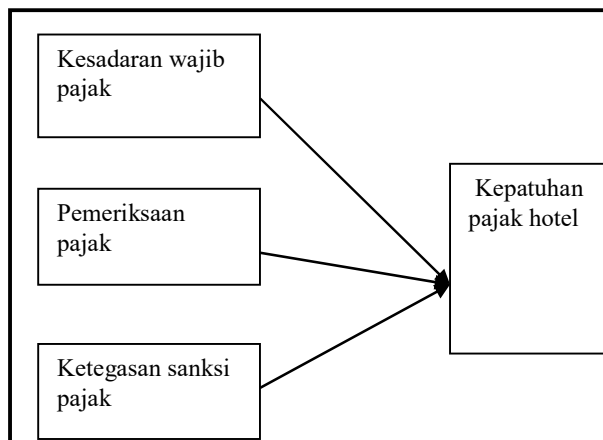 Kesadaran wajib
pajak
Pemeriksaan
pajak
Ketegasan sanksi
pajak
Kepatuhan
pajak hotel